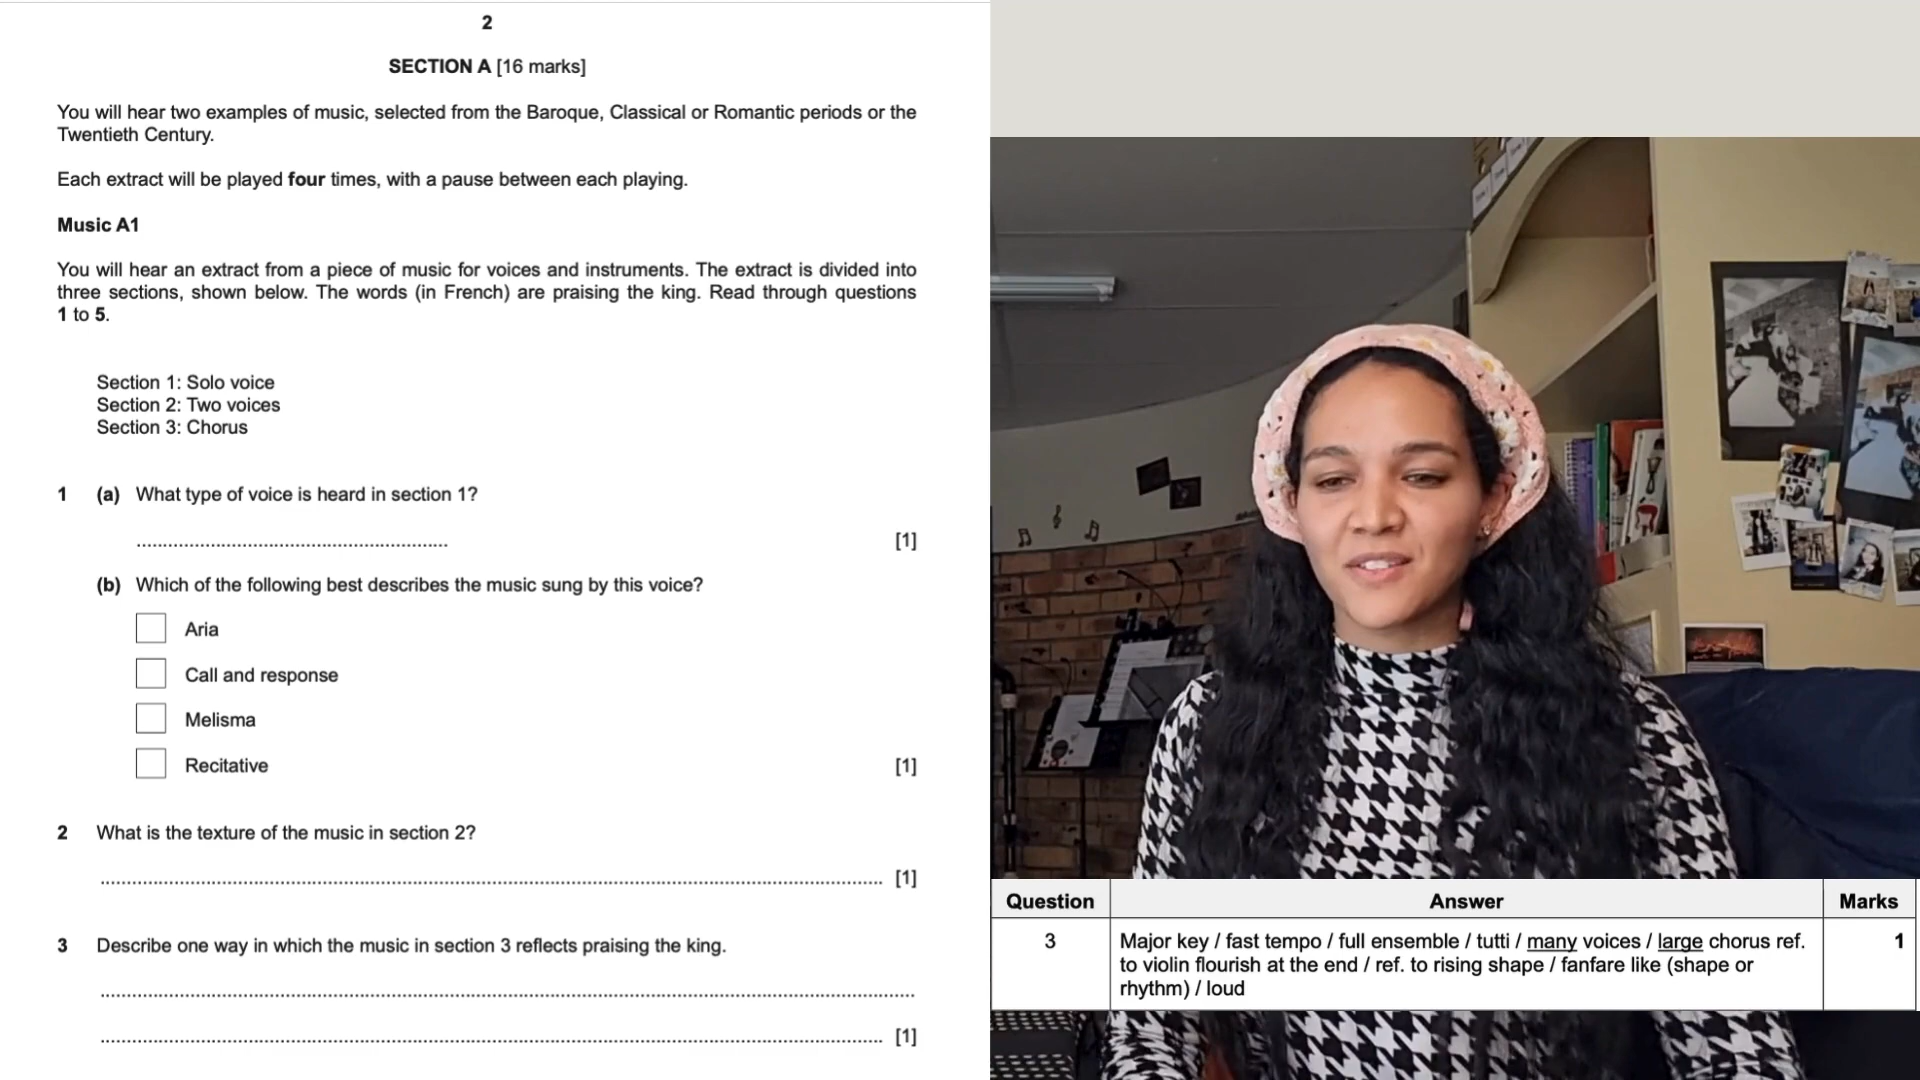 2
SECTION A [16 marks]
You will hear two examples of music, selected from the Baroque, Classical or Romantic periods or the
Twentieth Century.
Each extract will be played four times, with a pause between each playing.
Music A1
You will hear an extract from a piece of music for voices and instruments. The extract is divided into
three sections, shown below. The words (in French) are praising the king. Read through questions
1 to 5.
Section 1: Solo voice
Section 2: Two voices
Section 3: Chorus
1 (a) What type of voice is heard in section 1?
[1]
(b) Which of the following best describes the music sung by this voice?
Aria
Call and response
Melisma
Recitative [1]
2 What is the texture of the music in section 2?
[1]
3 Describe one way in which the music in section 3 reflects praising the king.
[1]
Question Answer Marks
3 Major key / fast tempo / full ensemble / tutti / many voices / large chorus ref. 1
to violin flourish at the end / ref. to rising shape / fanfare like (shape or
rhythm) / loud